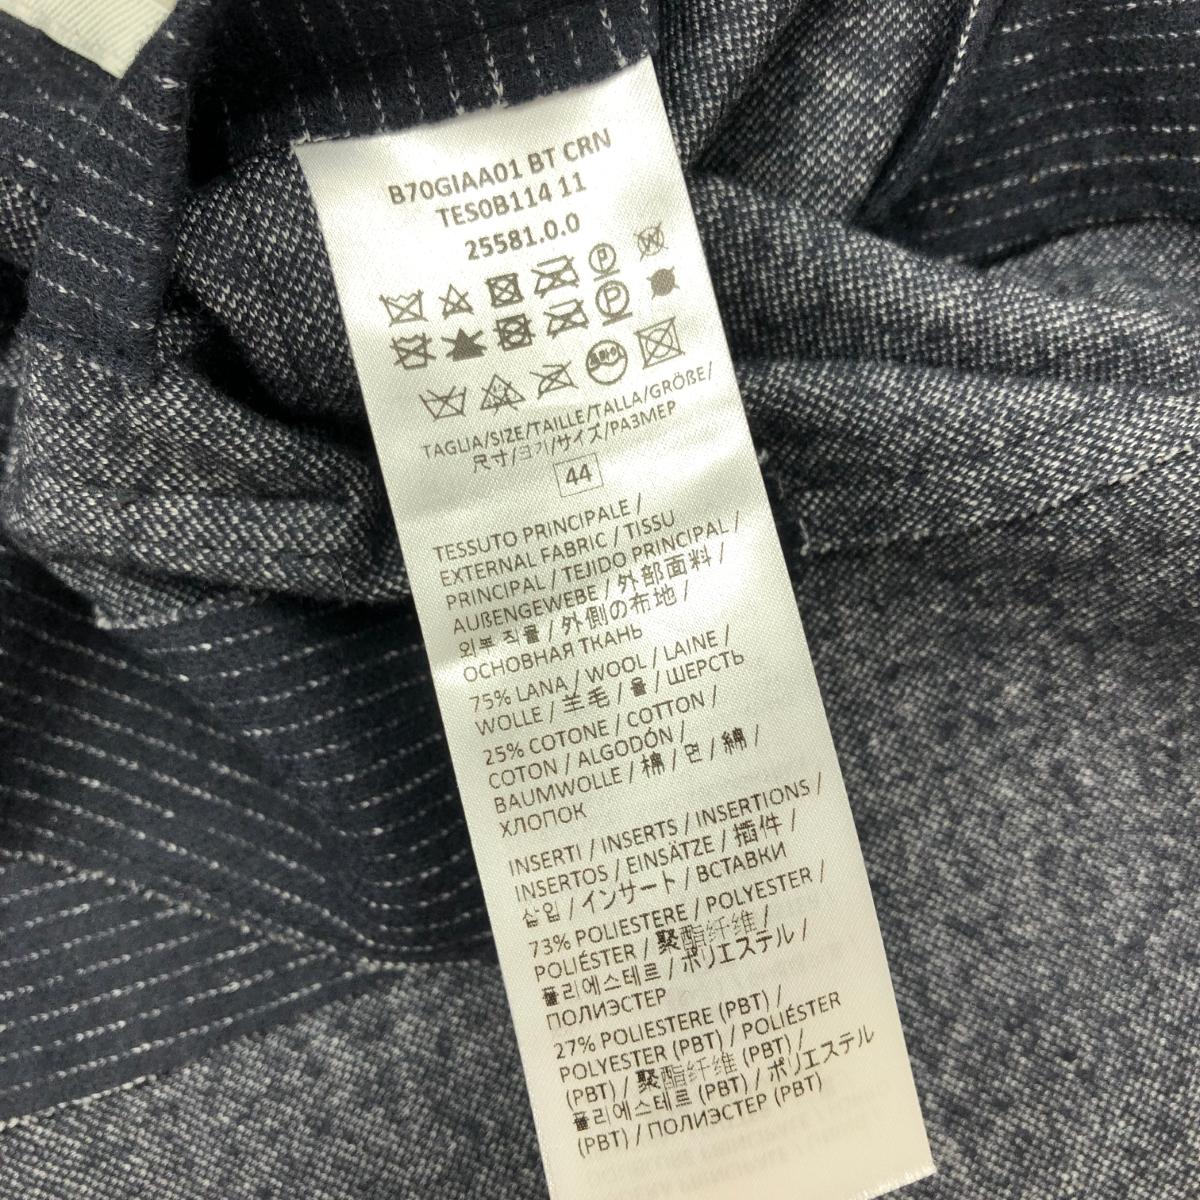 B70GIAA01 BT CRN
TES0B114 11
25581.0.0
TAGLIA/SIZE/TAILLE/TALLA/GRÖßE/
尺寸/크기/サイズ/РАЗМЕР
44
TESSUTO PRINCIPALE /
EXTERNAL FABRIC / TISSU
PRINCIPAL / TEJIDO PRINCIPAL /
AUßENGEWEBE / 外部面料 /
외부 직물 / 外側の布地 /
ОСНОВНАЯ ТКАНЬ
75% LANA / WOOL / LAINE /
WOLLE / 羊毛 / 울 / ШЕРСТЬ
25% COTONE / COTTON /
COTON / ALGODÓN /
BAUMWOLLE / 棉 / 면 / 綿 /
ХЛОПОК
INSERTI / INSERTS / INSERTIONS /
INSERTOS / EINSÄTZE / 插件 /
삽입 / インサート / ВСТАВКИ
73% POLIESTERE / POLYESTER /
POLIÉSTER / 聚酯纤维 /
폴리에스테르 / ポリエステル /
ПОЛИЭСТЕР
27% POLIESTERE (PBT) /
POLYESTER (PBT) / POLIÉSTER
(PBT) / 聚酯纤维 (PBT) /
폴리에스테르 (PBT) / ポリエステル
(PBT) / ПОЛИЭСТЕР (PBT)